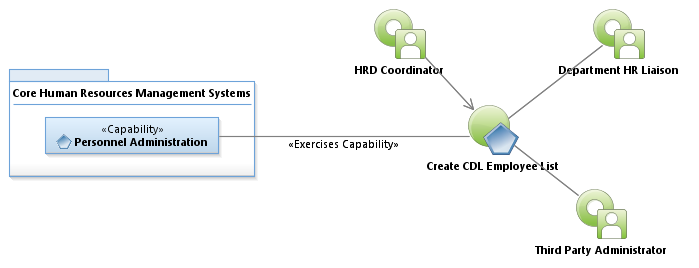 HRD Coordinator
Department HR Liaison
Core Human Resources Management Systems
«Capability»
Personnel Administration
«Exercises Capability»
Create CDL Employee List
Third Party Administrator